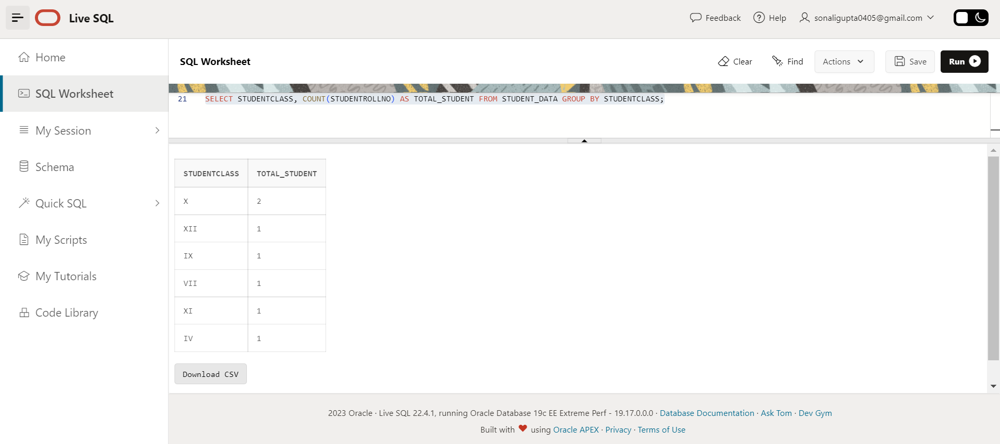 Live SQL
Feedback
Help
sonaligupta0405@gmail.com
Home
SQL Worksheet
My Session
Schema
Quick SQL
My Scripts
My Tutorials
Code Library
SQL Worksheet
Clear
Find
Actions
Save
Run
21 SELECT STUDENTCLASS, COUNT(STUDENTROLLNO) AS TOTAL_STUDENT FROM STUDENT_DATA GROUP BY STUDENTCLASS;
STUDENTCLASS TOTAL_STUDENT
X 2
XII 1
IX 1
VII 1
XI 1
IV 1
Download CSV
2023 Oracle · Live SQL 22.4.1, running Oracle Database 19c EE Extreme Perf - 19.17.0.0.0 · Database Documentation · Ask Tom · Dev Gym
Built with ❤ using Oracle APEX · Privacy · Terms of Use